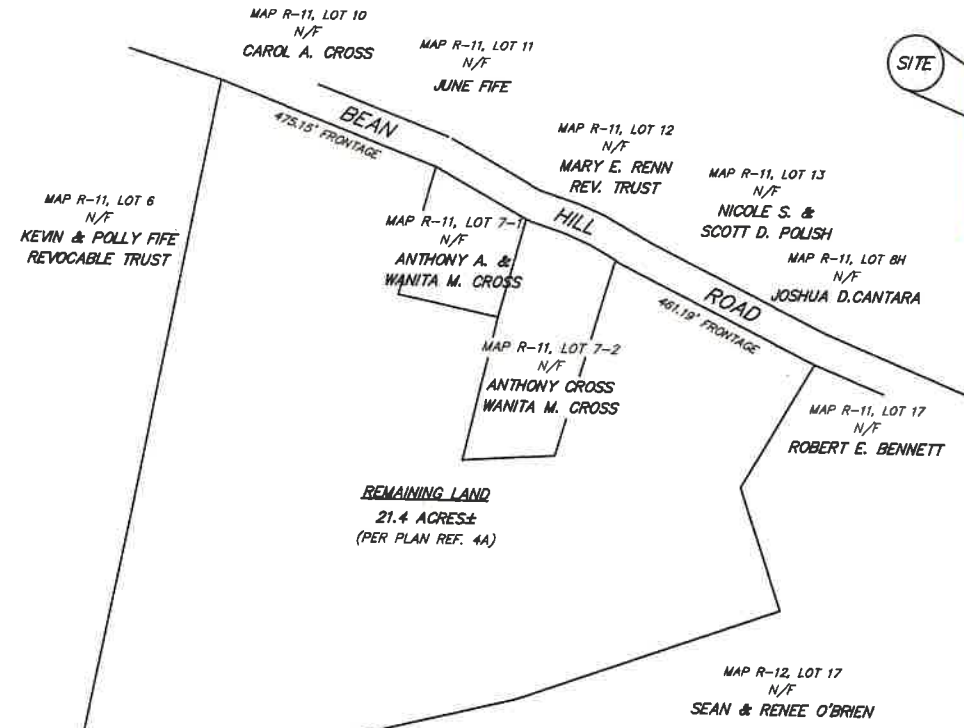 MAP R-11, LOT 10
N/F
CAROL A. CROSS
MAP R-11, LOT 11
N/F
JUNE FIFE
SITE
BEAN HILL ROAD
475.15' FRONTAGE
MAP R-11, LOT 12
N/F
MARY E. RENN
REV. TRUST
MAP R-11, LOT 13
N/F
NICOLE S. &
SCOTT D. POLISH
MAP R-11, LOT 6
N/F
KEVIN & POLLY FIFE
REVOCABLE TRUST
MAP R-11, LOT 7-1
N/F
ANTHONY A. &
WANITA M. CROSS
MAP R-11, LOT 8H
N/F
JOSHUA D.CANTARA
461.19' FRONTAGE
MAP R-11, LOT 7-2
N/F
ANTHONY CROSS
WANITA M. CROSS
MAP R-11, LOT 17
N/F
ROBERT E. BENNETT
REMAINING LAND
21.4 ACRES±
(PER PLAN REF. 4A)
MAP R-12, LOT 17
N/F
SEAN & RENEE O'BRIEN